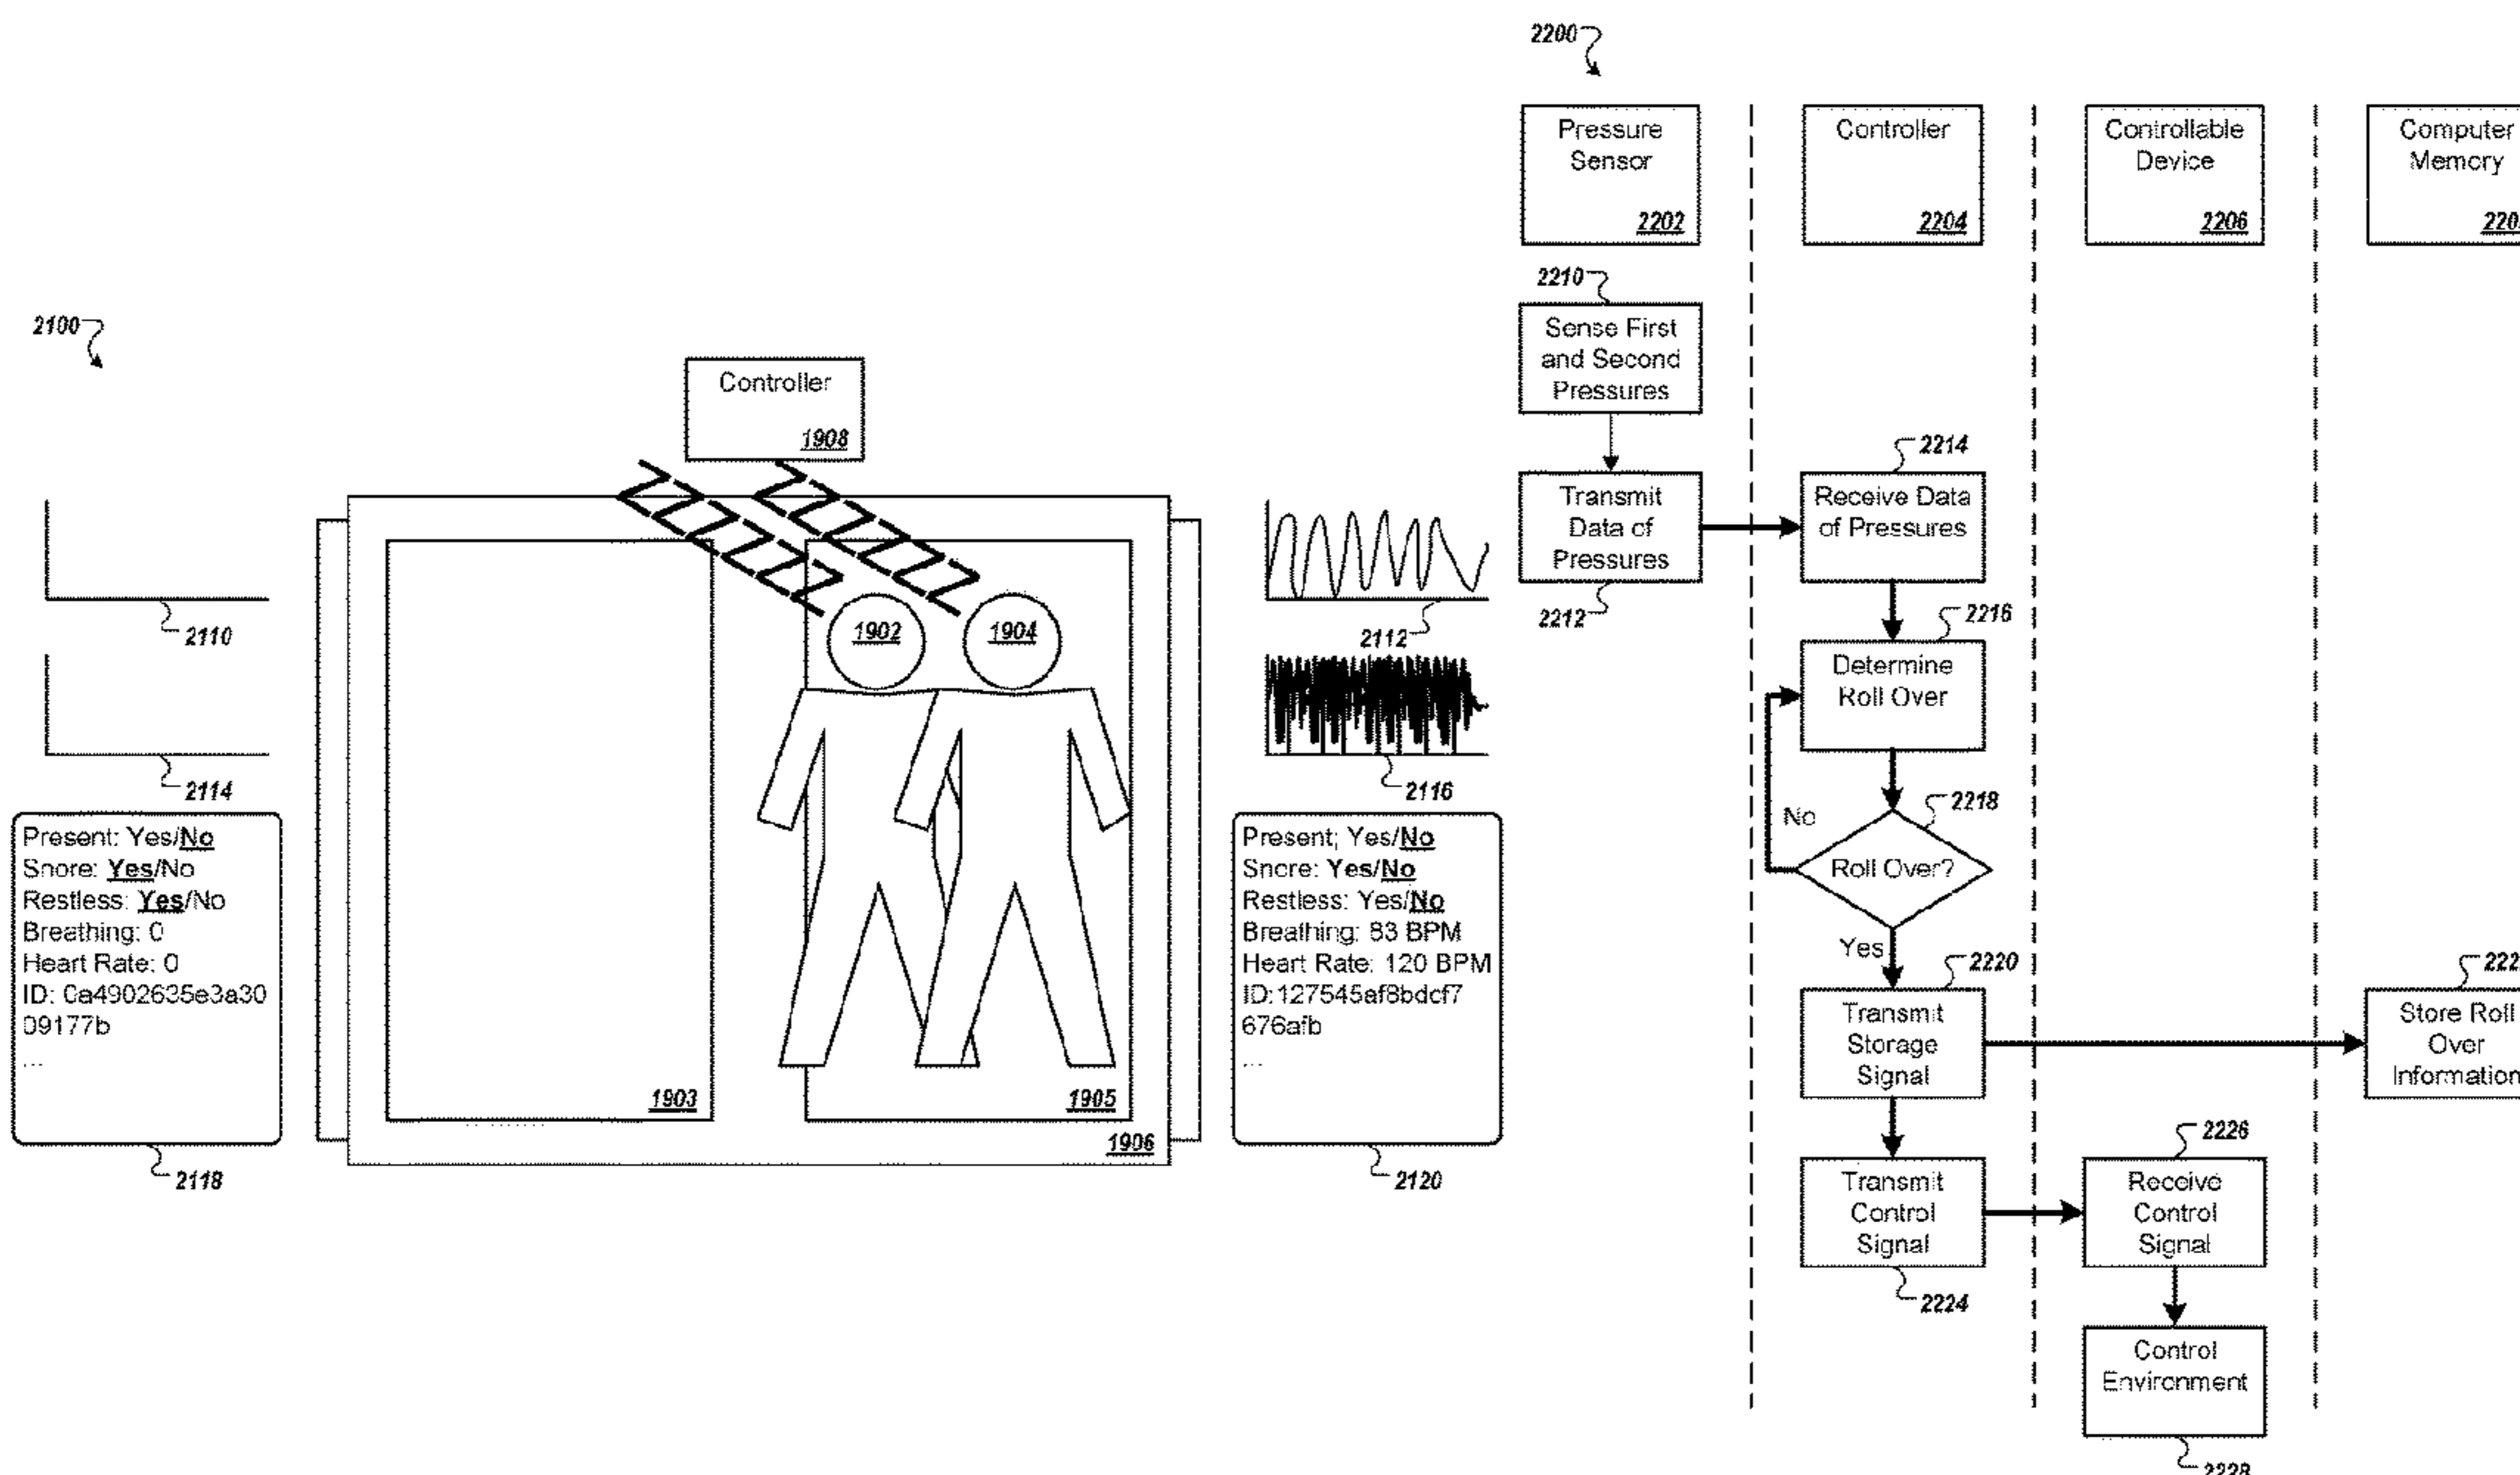 2100
Controller
1908
2110
2114
Present: Yes/No
Snore: Yes/No
Restless: Yes/No
Breathing: 0
Heart Rate: 0
ID: 0a4902635e3a30
09177b
...
2118
1902
1904
1903
1905
1906
2112
2116
Present; Yes/No
Snore: Yes/No
Restless: Yes/No
Breathing: 83 BPM
Heart Rate: 120 BPM
ID:127545af8bdcf7
676afb
...
2120
2200
Pressure
Sensor
2202
Controller
2204
Controllable
Device
2206
Computer
Memory
220
2210
Sense First
and Second
Pressures
Transmit
Data of
Pressures
2212
2214
Receive Data
of Pressures
2216
Determine
Roll Over
2218
No
Roll Over?
Yes
2220
Transmit
Storage
Signal
222
Store Roll
Over
Information
Transmit
Control
Signal
2224
2226
Receive
Control
Signal
Control
Environment
2228